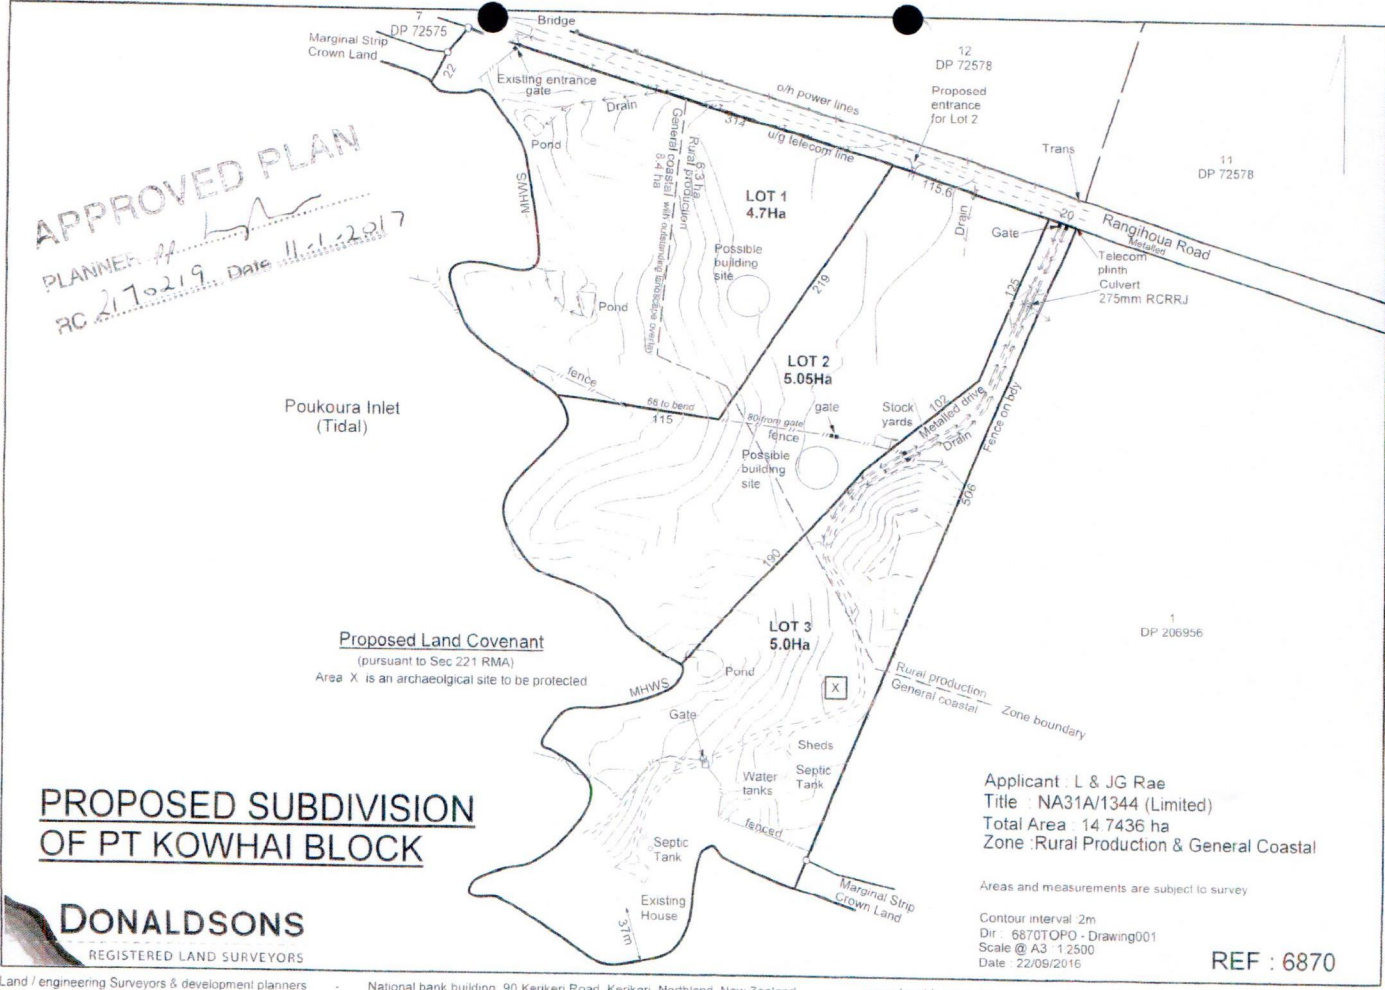 7
DP 72575
Bridge
Marginal Strip
Crown Land
22
Existing entrance
gate
Drain
Pond
MHWS
314
o/h power lines
u/g telecom line
12
DP 72578
Proposed
entrance
for Lot 2
Trans
11
DP 72578
115.6
Drain
20
Gate
Rangihoua Road
Metalled
Telecom
plinth
Culvert
275mm RCRRJ
APPROVED PLAN
PLANNER
RC 2170219 Date 11.1.2017
6.3 ha
Rural production
General coastal with outstanding landscape overlay
8.4 ha
LOT 1
4.7Ha
Possible
building
site
219
125
Pond
fence
LOT 2
5.05Ha
66 to bend
115
80 from gate
fence
gate
Stock
yards
102
Metalled drive
Drain
Fence on bdy
506
Poukoura Inlet
(Tidal)
Possible
building
site
190
1
DP 206956
LOT 3
5.0Ha
Proposed Land Covenant
(pursuant to Sec 221 RMA)
Area X is an archaeolgical site to be protected
MHWS
Pond
X
Rural production
General coastal
Zone boundary
Gate
Sheds
Water
tanks
Septic
Tank
fenced
Septic
Tank
Existing
House
37m
Marginal Strip
Crown Land
PROPOSED SUBDIVISION
OF PT KOWHAI BLOCK
Applicant : L & JG Rae
Title : NA31A/1344 (Limited)
Total Area : 14.7436 ha
Zone :Rural Production & General Coastal
Areas and measurements are subject to survey
Contour interval :2m
Dir : 6870TOPO - Drawing001
Scale @ A3 : 1:2500
Date : 22/09/2016
REF : 6870
DONALDSONS
REGISTERED LAND SURVEYORS
Land / engineering Surveyors & development planners - National bank building, 90 Kerikeri Road, Kerikeri, Northland, New Zealand